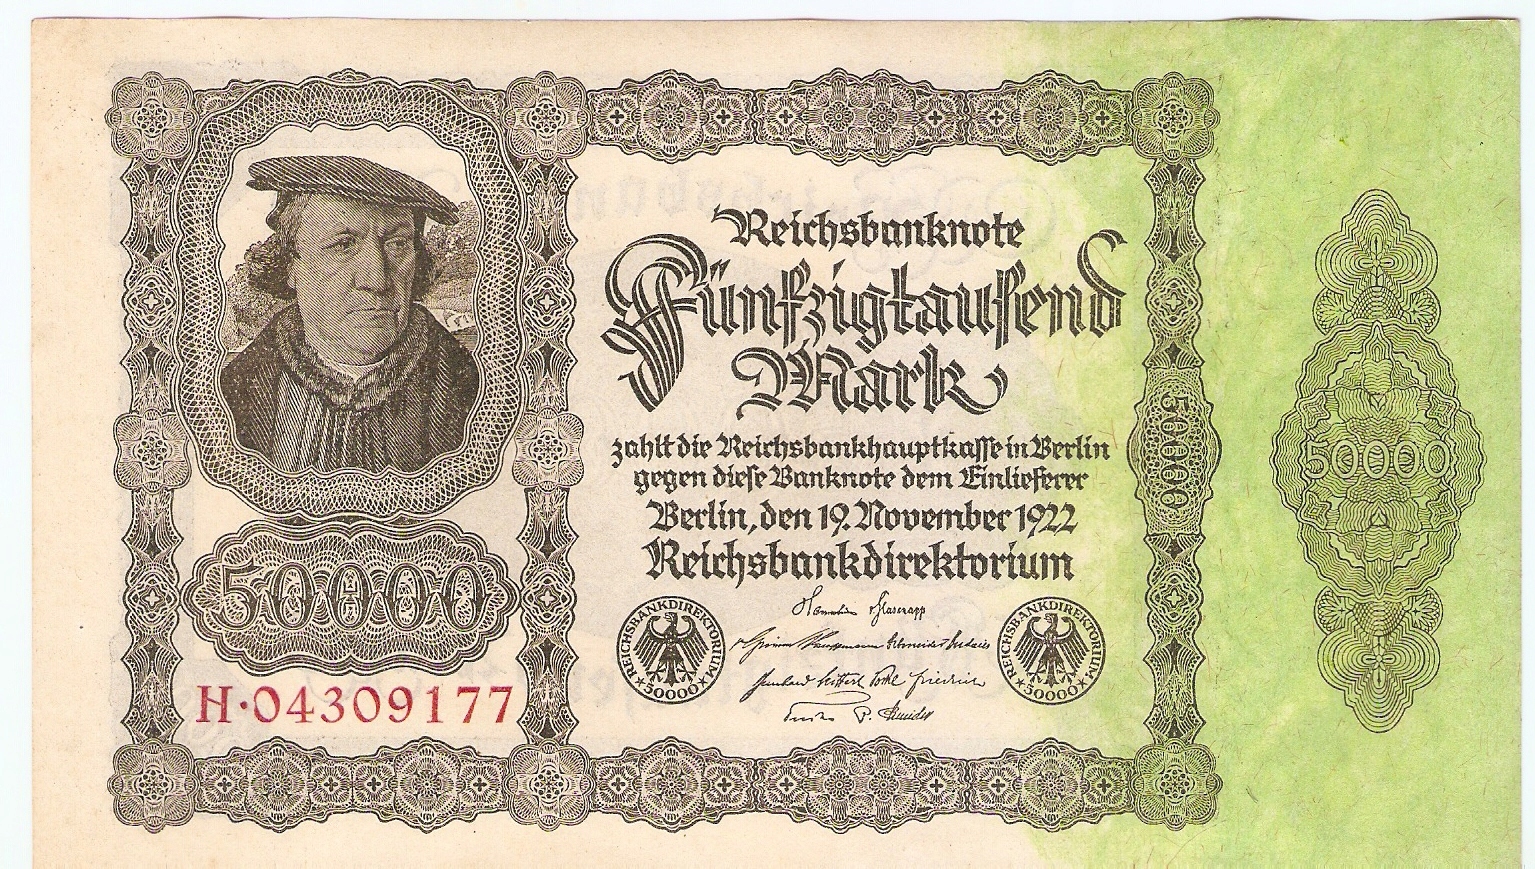 Reichsbanknote
Fünfzigtausend
Mark
zahlt die Reichsbankhauptkasse in Berlin
gegen diese Banknote dem Einlieferer
Berlin, den 19. November 1922
Reichsbankdirektorium
REICHSBANKDIREKTORIUM
★50000★
REICHSBANKDIREKTORIUM
★50000★
50000
H·04309177
50000
50000